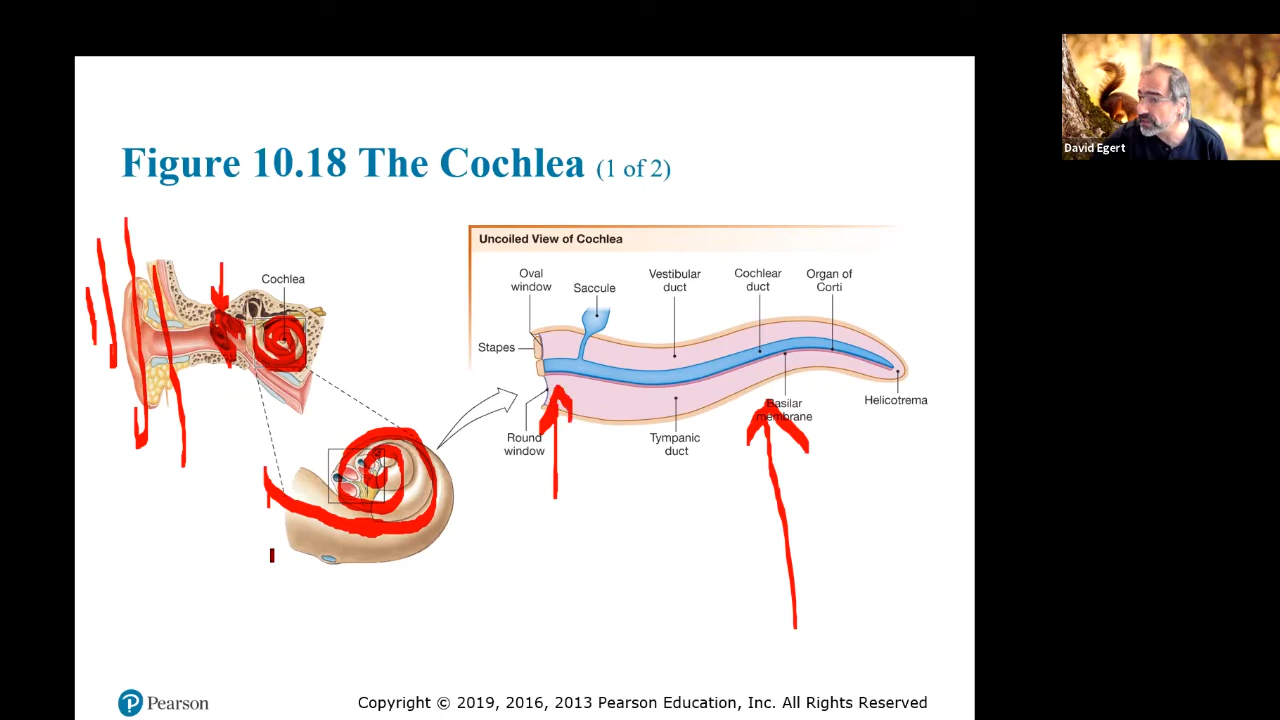 David Egert
Figure 10.18 The Cochlea (1 of 2)
Uncoiled View of Cochlea
Cochlea
Oval
window
Saccule
Vestibular
duct
Cochlear
duct
Organ of
Corti
Stapes
Round
window
Tympanic
duct
Basilar
membrane
Helicotrema
Pearson
Copyright © 2019, 2016, 2013 Pearson Education, Inc. All Rights Reserved